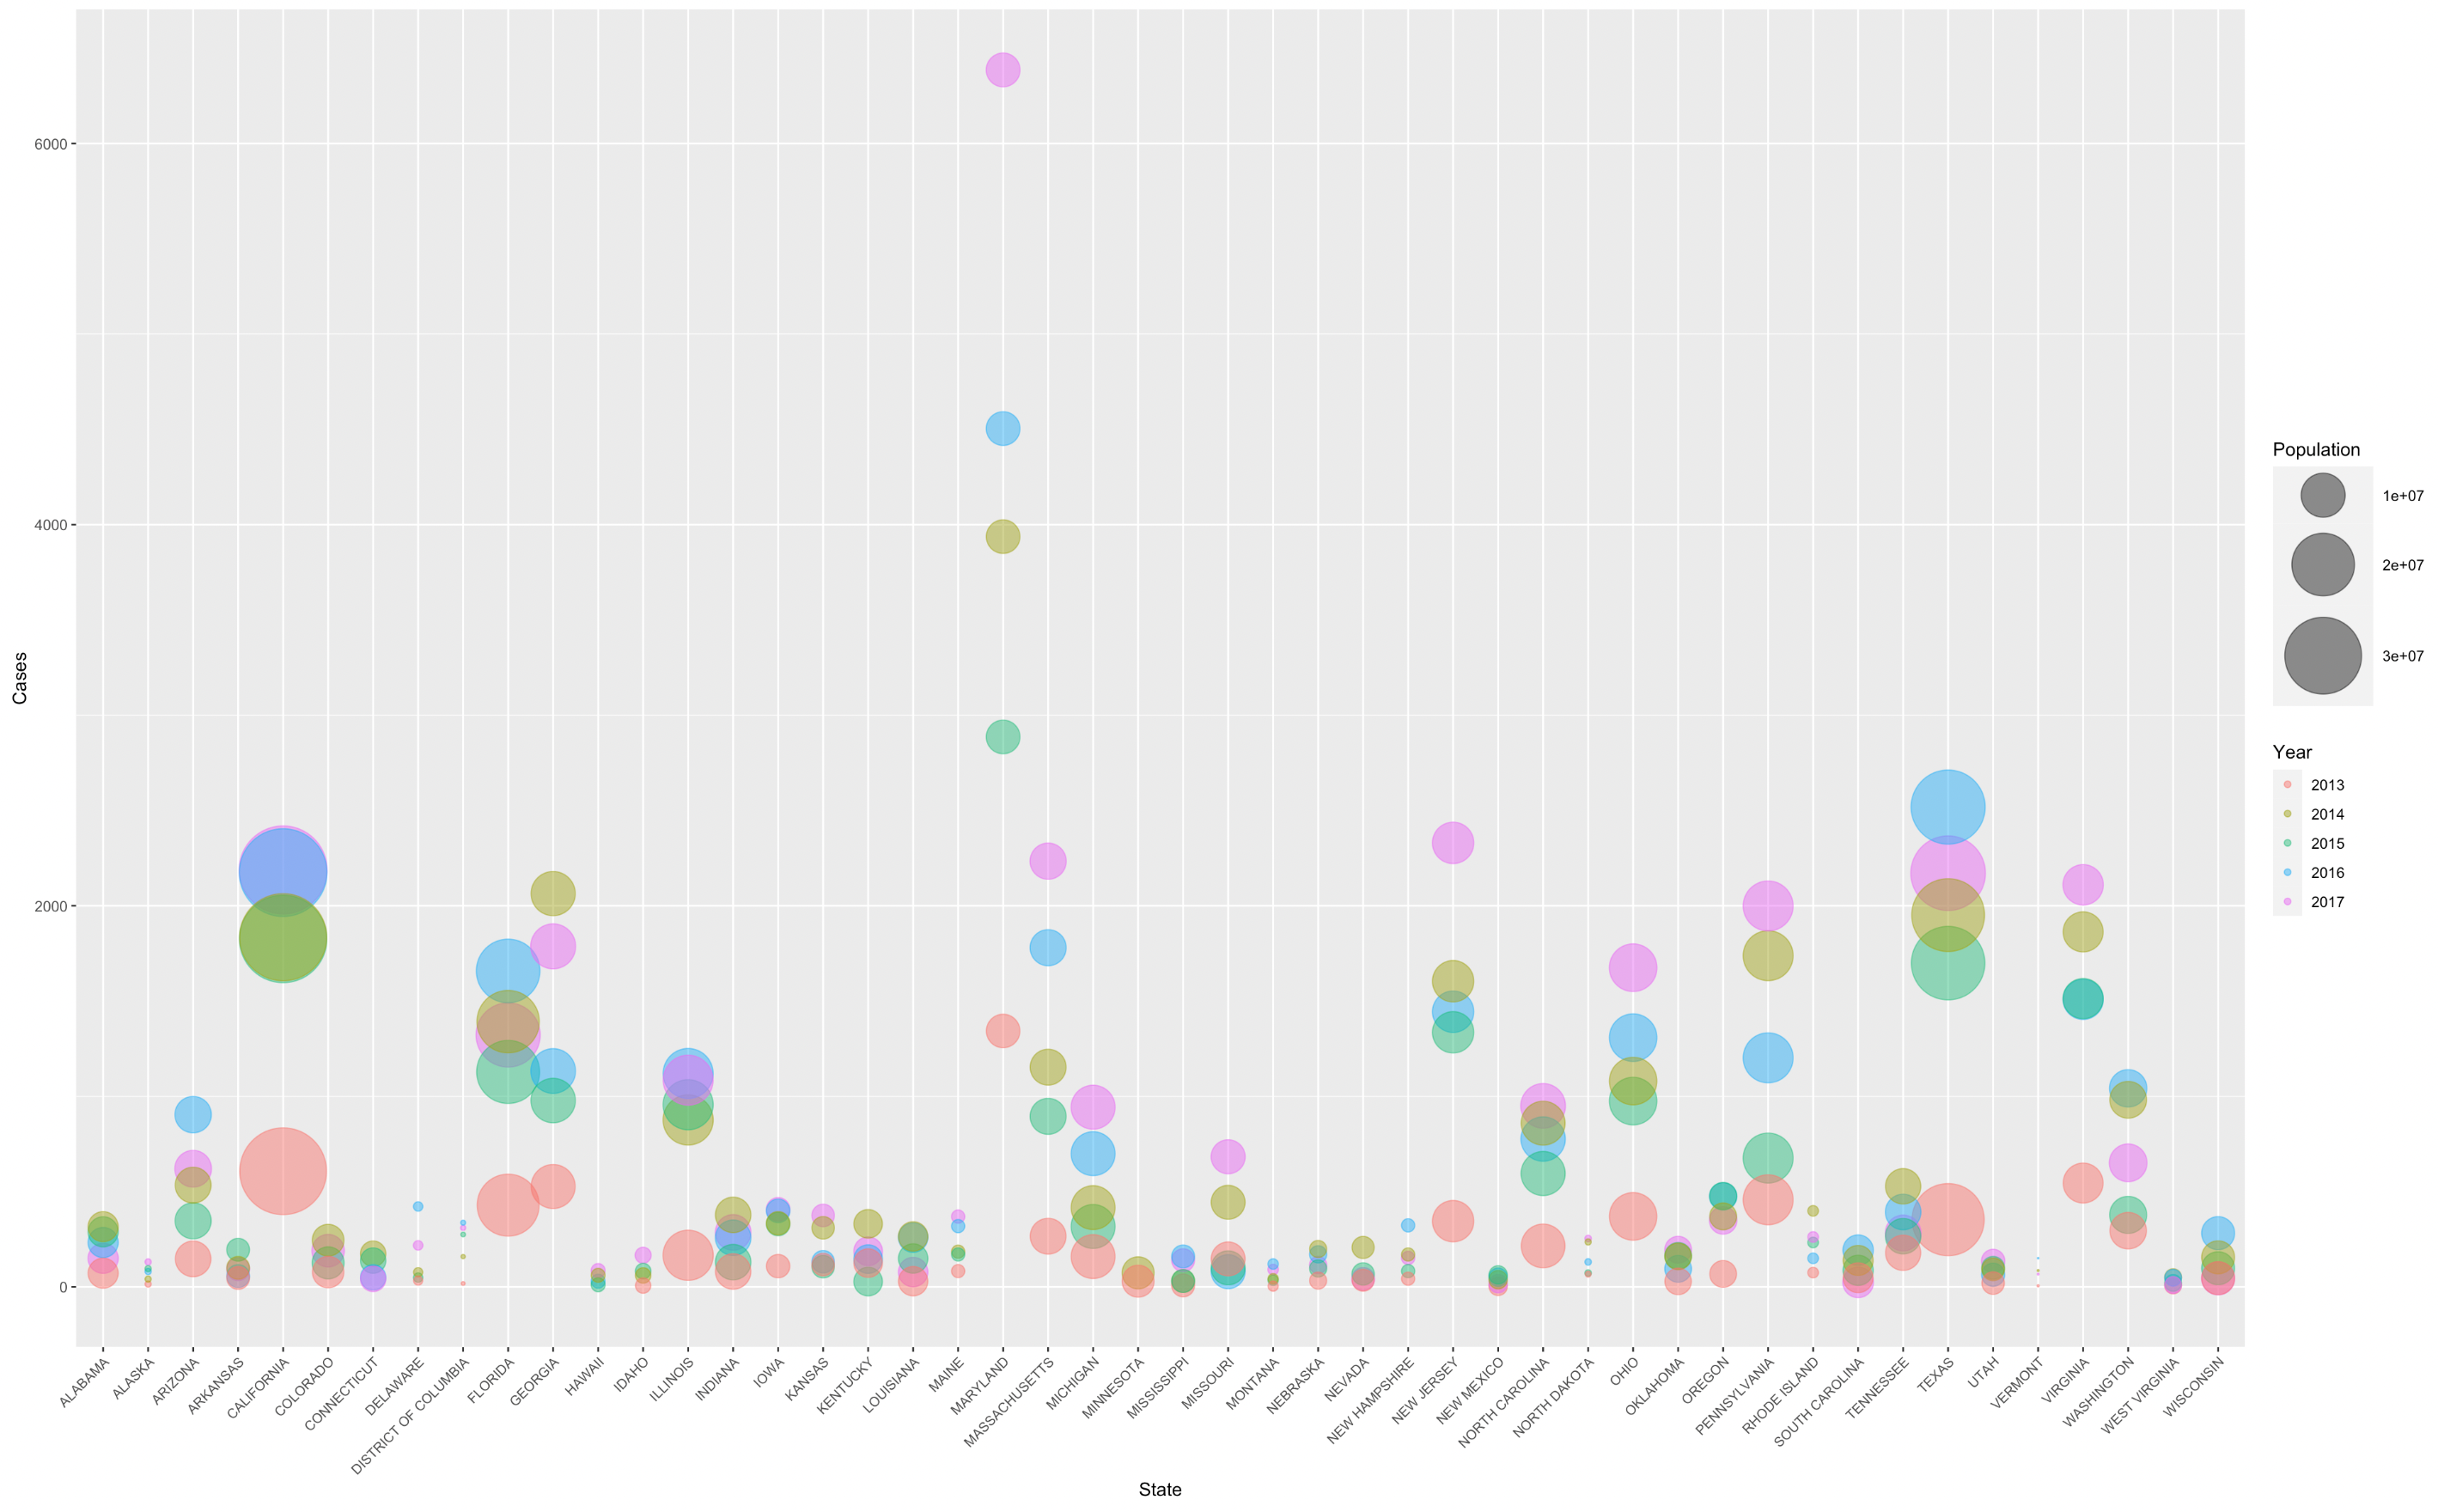 6000
4000
2000
0
Cases
ALABAMA
ALASKA
ARIZONA
ARKANSAS
CALIFORNIA
COLORADO
CONNECTICUT
DELAWARE
DISTRICT OF COLUMBIA
FLORIDA
GEORGIA
HAWAII
IDAHO
ILLINOIS
INDIANA
IOWA
KANSAS
KENTUCKY
LOUISIANA
MAINE
MARYLAND
MASSACHUSETTS
MICHIGAN
MINNESOTA
MISSISSIPPI
MISSOURI
MONTANA
NEBRASKA
NEVADA
NEW HAMPSHIRE
NEW JERSEY
NEW MEXICO
NORTH CAROLINA
NORTH DAKOTA
OHIO
OKLAHOMA
OREGON
PENNSYLVANIA
RHODE ISLAND
SOUTH CAROLINA
TENNESSEE
TEXAS
UTAH
VERMONT
VIRGINIA
WASHINGTON
WEST VIRGINIA
WISCONSIN
State
Population
1e+07
2e+07
3e+07
Year
2013
2014
2015
2016
2017